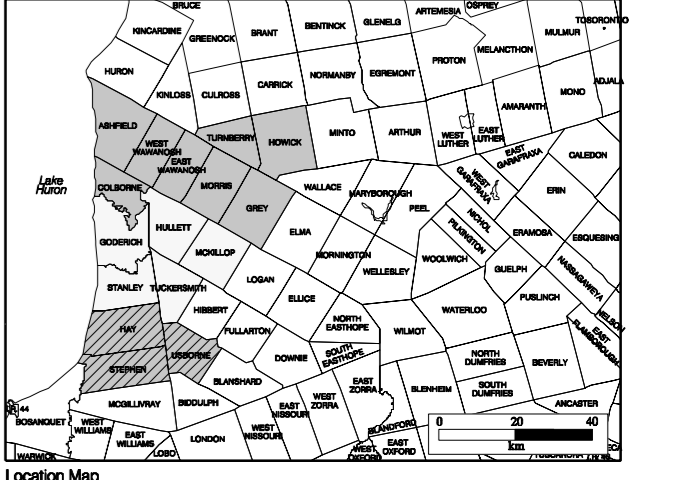 BRUCE
OSPREY
ARTEMESIA
KINCARDINE
GREENOCK
BRANT
BENTINCK
GLENELG
TOSORONTIO
MULMUR
MELANCTHON
PROTON
HURON
KINLOSS
CULROSS
CARRICK
NORMANBY
EGREMONT
MONO
ADJALA
AMARANTH
ASHFIELD
WEST
WAWANOSH
EAST
WAWANOSH
TURNBERRY
HOWICK
MINTO
ARTHUR
WEST
LUTHER
EAST
LUTHER
EAST
GARAFRAXA
CALEDON
Lake
Huron
COLBORNE
MORRIS
GREY
WALLACE
MARYBOROUGH
PEEL
WEST
GARAFRAXA
ERIN
GODERICH
HULLETT
MCKILLOP
ELMA
MORNINGTON
WELLESLEY
WOOLWICH
PILKINGTON
NICHOL
ERAMOSA
ESQUESING
STANLEY
TUCKERSMITH
LOGAN
ELLICE
GUELPH
NASSAGAWEYA
PUSLINCH
HIBBERT
FULLARTON
NORTH
EASTHOPE
WILMOT
WATERLOO
NELSON
EAST
FLAMBOROUGH
HAY
USBORNE
STEPHEN
DOWNIE
SOUTH
EASTHOPE
NORTH
DUMFRIES
BEVERLY
BLANSHARD
EAST
ZORRA
BLENHEIM
SOUTH
DUMFRIES
ANCASTER
MCGILLIVRAY
BIDDULPH
EAST
NISSOURI
WEST
ZORRA
44
BOSANQUET
WEST
WILLIAMS
EAST
WILLIAMS
LOBO
LONDON
WEST
NISSOURI
BLANDFORD
WEST
OXFORD
EAST
OXFORD
WARWICK
0 20 40
km
TUSCARORA
Location Map